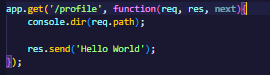 app.get('/profile', function(req, res, next){
    console.dir(req.path);

    res.send('Hello World');
});